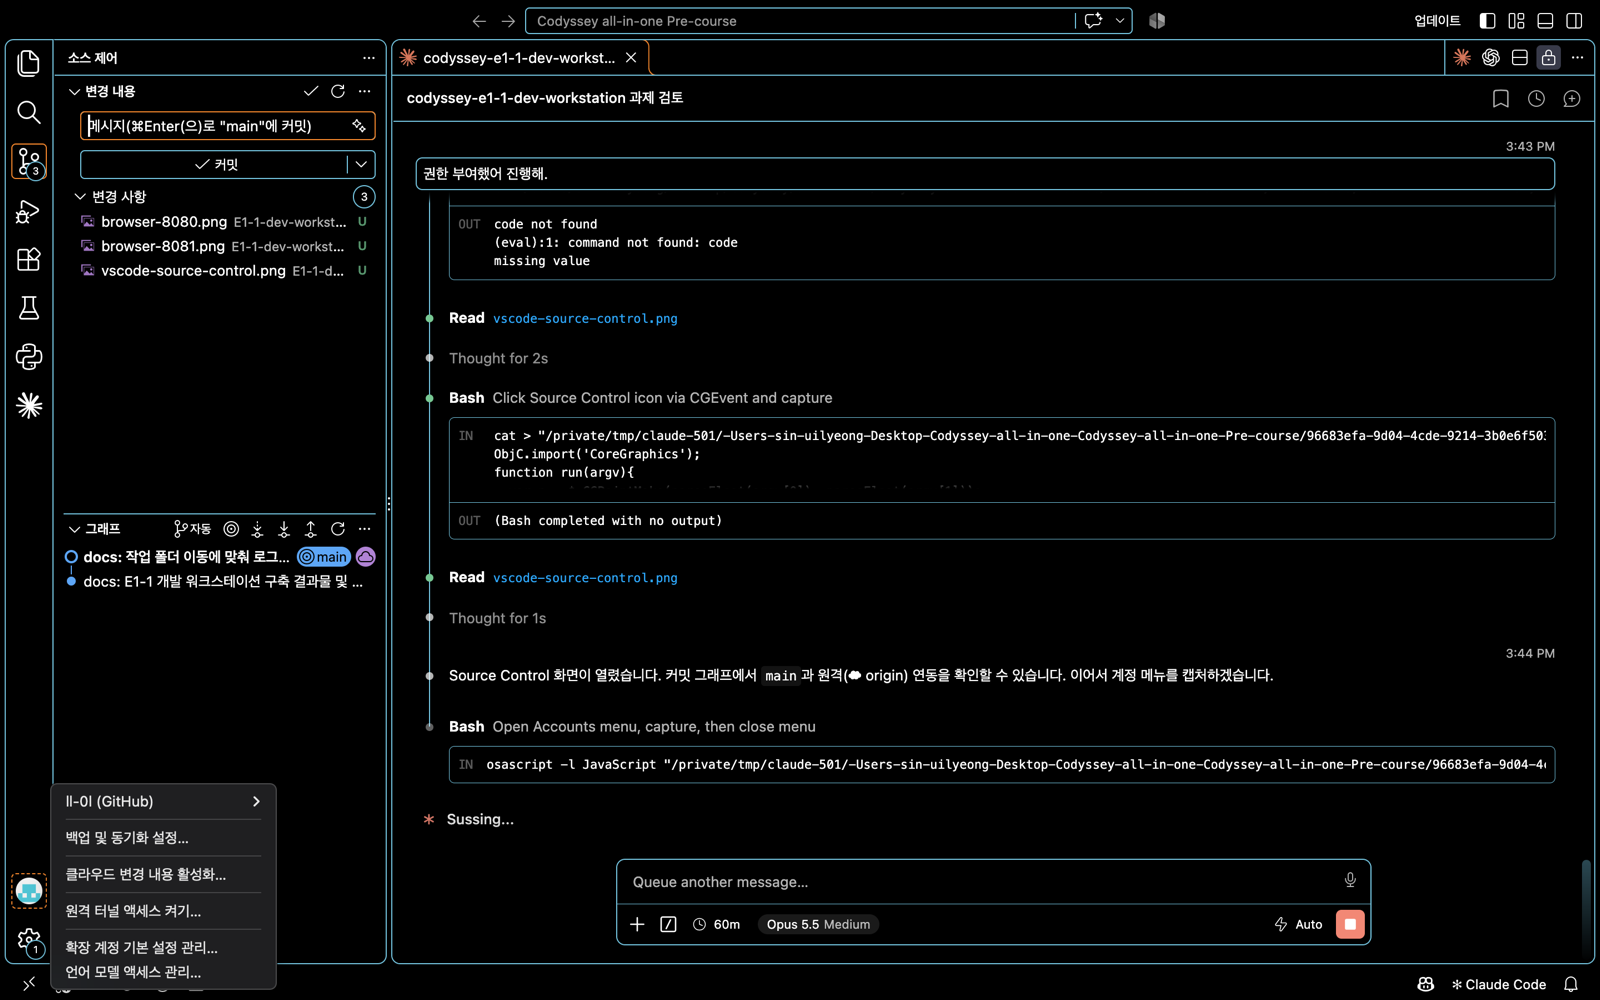 Codyssey all-in-one Pre-course
업데이트
소스 제어
변경 내용
메시지(⌘Enter(으)로 "main"에 커밋)
커밋
변경 사항
3
browser-8080.png E1-1-dev-workst... U
browser-8081.png E1-1-dev-workst... U
vscode-source-control.png E1-1-d... U
3
그래프
자동
docs: 작업 폴더 이동에 맞춰 로그... main
docs: E1-1 개발 워크스테이션 구축 결과물 및 ...
ll-0l (GitHub)
백업 및 동기화 설정...
클라우드 변경 내용 활성화...
원격 터널 액세스 켜기...
확장 계정 기본 설정 관리...
언어 모델 액세스 관리...
1
codyssey-e1-1-dev-workst...
codyssey-e1-1-dev-workstation 과제 검토
3:43 PM
권한 부여했어 진행해.
OUT code not found
(eval):1: command not found: code
missing value
Read vscode-source-control.png
Thought for 2s
Bash Click Source Control icon via CGEvent and capture
IN cat > "/private/tmp/claude-501/-Users-sin-uilyeong-Desktop-Codyssey-all-in-one-Codyssey-all-in-one-Pre-course/96683efa-9d04-4cde-9214-3b0e6f503
ObjC.import('CoreGraphics');
function run(argv){
OUT (Bash completed with no output)
Read vscode-source-control.png
Thought for 1s
3:44 PM
Source Control 화면이 열렸습니다. 커밋 그래프에서 main과 원격( origin) 연동을 확인할 수 있습니다. 이어서 계정 메뉴를 캡처하겠습니다.
Bash Open Accounts menu, capture, then close menu
IN osascript -l JavaScript "/private/tmp/claude-501/-Users-sin-uilyeong-Desktop-Codyssey-all-in-one-Codyssey-all-in-one-Pre-course/96683efa-9d04-4
Sussing...
Queue another message...
60m
Opus 5.5 Medium
Auto
Claude Code